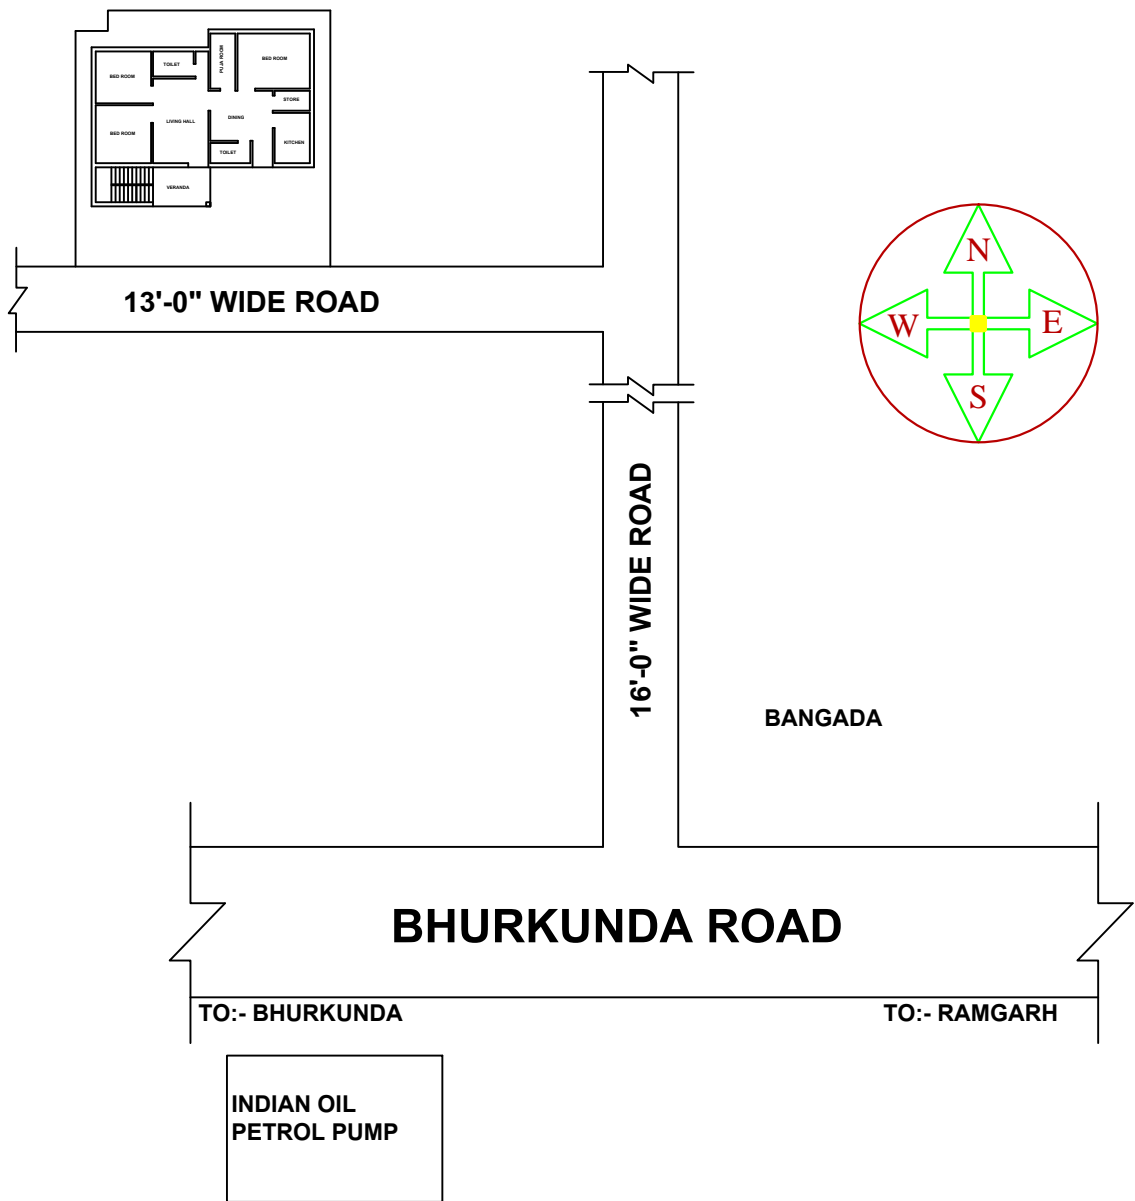 PUJA ROOM
BED ROOM
TOILET
BED ROOM
STORE
LIVING HALL
DINING
BED ROOM
KITCHEN
TOILET
VERANDA
13'-0" WIDE ROAD
N
W
E
S
16'-0" WIDE ROAD
BANGADA
BHURKUNDA ROAD
TO:- BHURKUNDA
TO:- RAMGARH
INDIAN OIL
PETROL PUMP